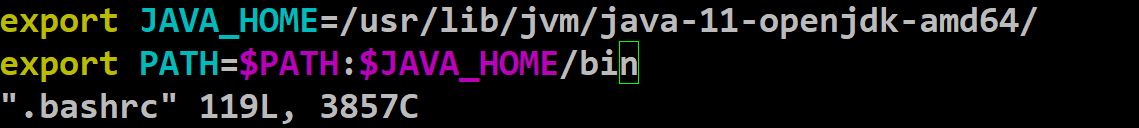 export JAVA_HOME=/usr/lib/jvm/java-11-openjdk-amd64/
export PATH=$PATH:$JAVA_HOME/bin
".bashrc" 119L, 3857C